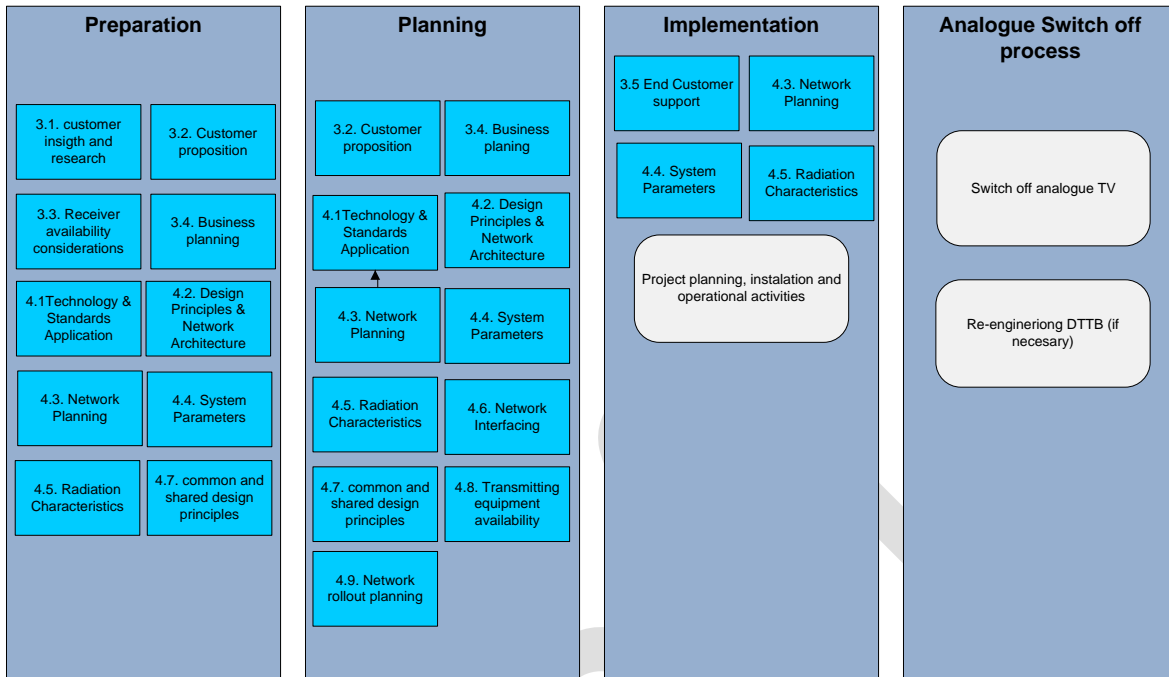 Preparation
3.1. customer
insigth and
research
3.2. Customer
proposition
3.3. Receiver
availability
considerations
3.4. Business
planning
4.1Technology &
Standards
Application
4.2. Design
Principles &
Network
Architecture
4.3. Network
Planning
4.4. System
Parameters
4.5. Radiation
Characteristics
4.7. common and
shared design
principles
Planning
3.2. Customer
proposition
3.4. Business
planing
4.1Technology &
Standards
Application
4.2. Design
Principles &
Network
Architecture
4.3. Network
Planning
4.4. System
Parameters
4.5. Radiation
Characteristics
4.6. Network
Interfacing
4.7. common and
shared design
principles
4.8. Transmitting
equipment
availability
4.9. Network
rollout planning
Implementation
3.5 End Customer
support
4.3. Network
Planning
4.4. System
Parameters
4.5. Radiation
Characteristics
Project planning, instalation and
operational activities
Analogue Switch off
process
Switch off analogue TV
Re-engineriong DTTB (if
necesary)